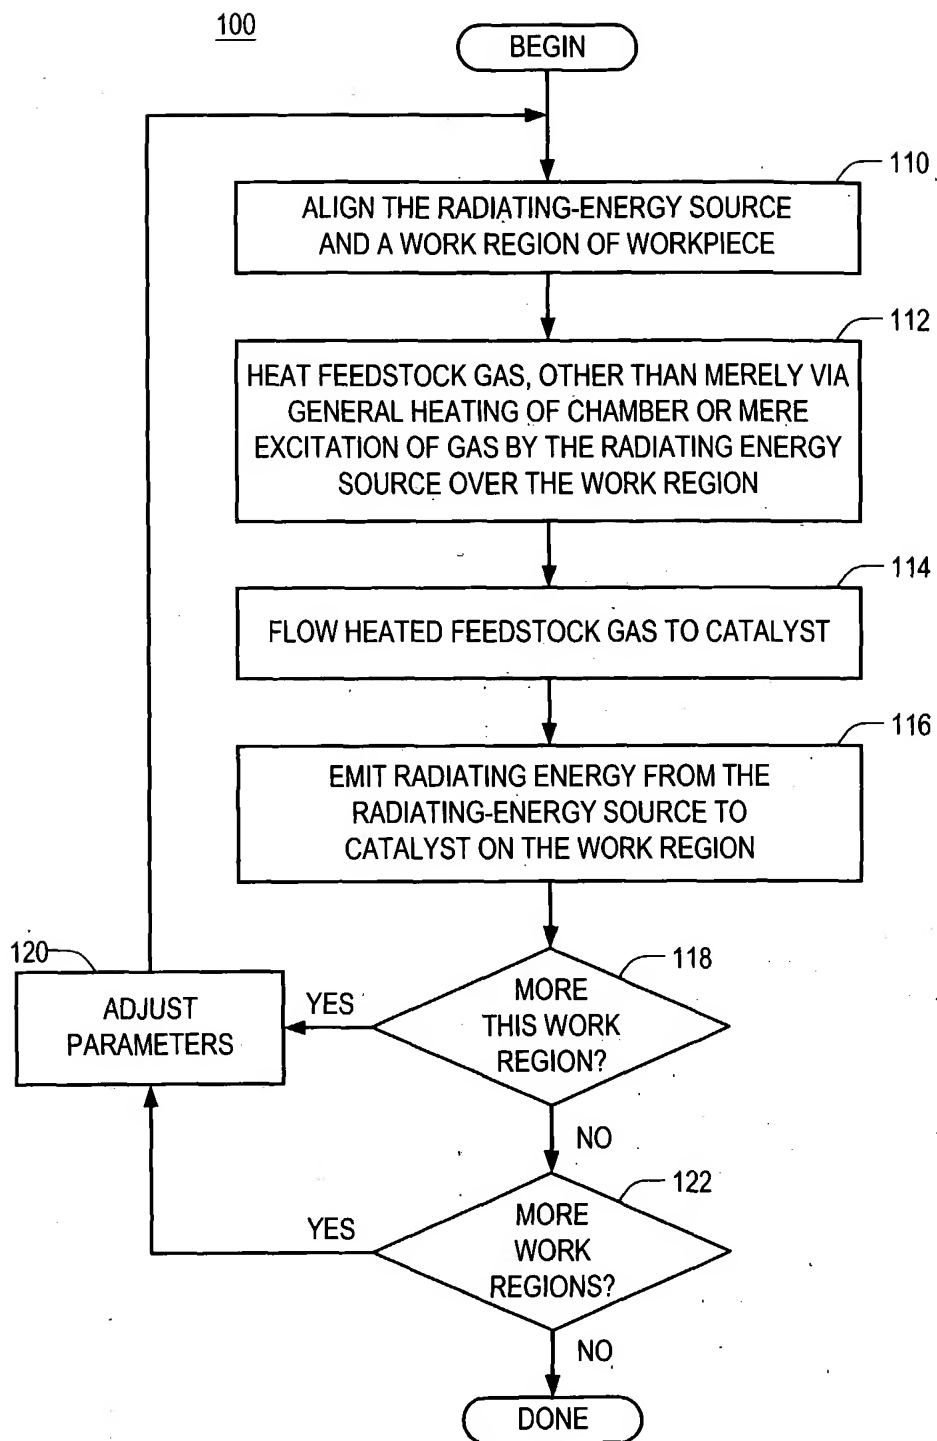 100
BEGIN
110
ALIGN THE RADIATING-ENERGY SOURCE
AND A WORK REGION OF WORKPIECE
112
HEAT FEEDSTOCK GAS, OTHER THAN MERELY VIA
GENERAL HEATING OF CHAMBER OR MERE
EXCITATION OF GAS BY THE RADIATING ENERGY
SOURCE OVER THE WORK REGION
114
FLOW HEATED FEEDSTOCK GAS TO CATALYST
116
EMIT RADIATING ENERGY FROM THE
RADIATING-ENERGY SOURCE TO
CATALYST ON THE WORK REGION
118
MORE
THIS WORK
REGION?
YES
120
ADJUST
PARAMETERS
NO
122
MORE
WORK
REGIONS?
YES
NO
DONE